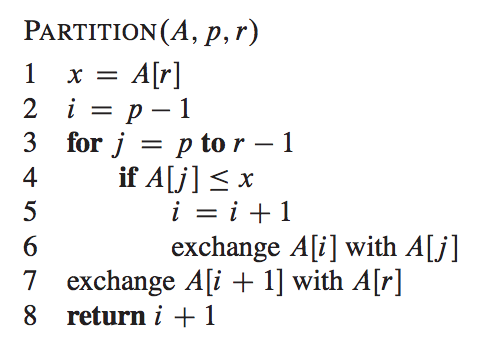 PARTITION(A, p, r)
1 x = A[r]
2 i = p − 1
3 for j = p to r − 1
4 if A[j] ≤ x
5 i = i + 1
6 exchange A[i] with A[j]
7 exchange A[i + 1] with A[r]
8 return i + 1